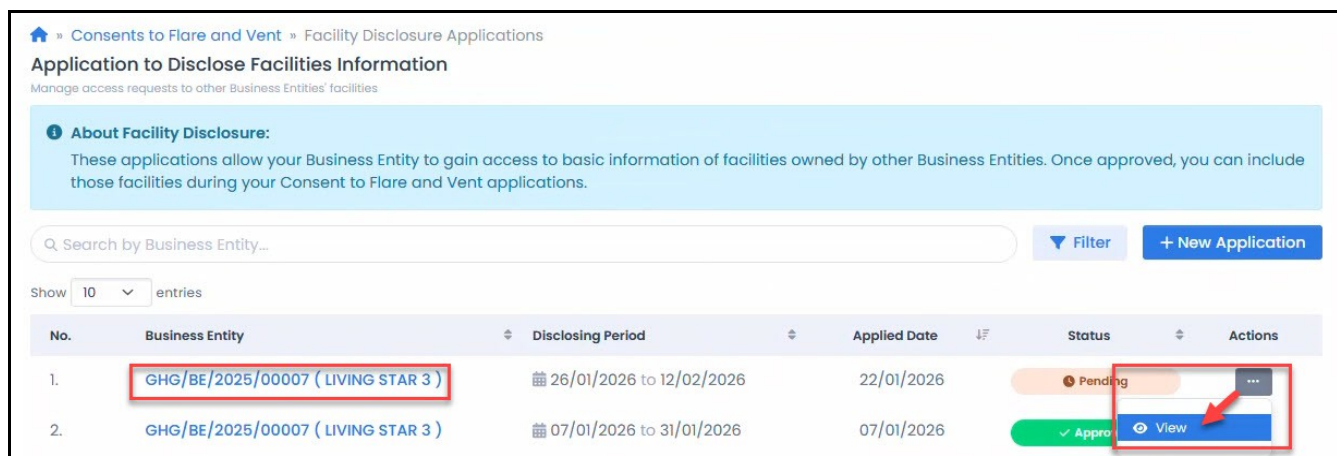 » Consents to Flare and Vent » Facility Disclosure Applications
Application to Disclose Facilities Information
Manage access requests to other Business Entities' facilities
About Facility Disclosure:
These applications allow your Business Entity to gain access to basic information of facilities owned by other Business Entities. Once approved, you can include
those facilities during your Consent to Flare and Vent applications.
Search by Business Entity... Filter + New Application
Show 10 entries
No. Business Entity Disclosing Period Applied Date Status Actions
1. GHG/BE/2025/00007 ( LIVING STAR 3 ) 26/01/2026 to 12/02/2026 22/01/2026 Pending ...
2. GHG/BE/2025/00007 ( LIVING STAR 3 ) 07/01/2026 to 31/01/2026 07/01/2026 Appro View